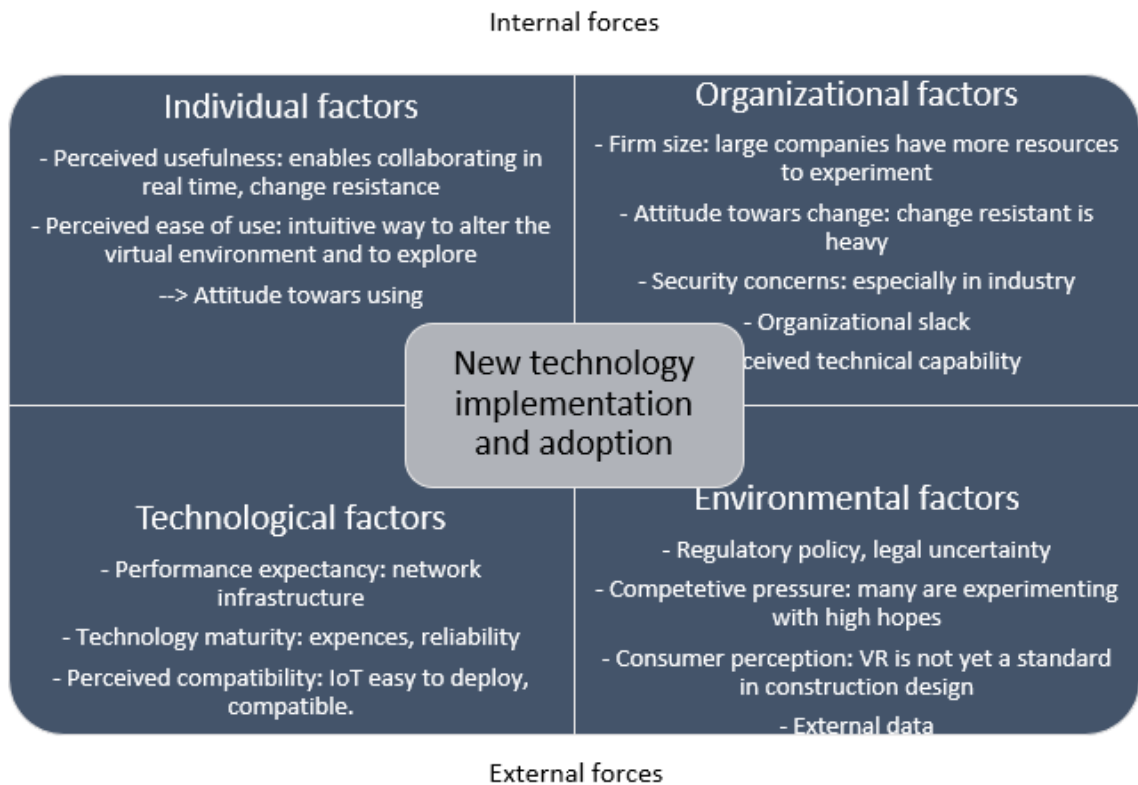 Internal forces
Individual factors
- Perceived usefulness: enables collaborating in
real time, change resistance
- Perceived ease of use: intuitive way to alter the
virtual environment and to explore
--> Attitude towars using
Organizational factors
- Firm size: large companies have more resources
to experiment
- Attitude towars change: change resistant is
heavy
- Security concerns: especially in industry
- Organizational slack
technical capability
New technology
implementation
and adoption
Technological factors
- Performance expectancy: network
infrastructure
- Technology maturity: expences, reliability
- Perceived compatibility: IoT easy to deploy,
compatible.
Environmental factors
- Regulatory policy, legal uncertainty
- Competetive pressure: many are experimenting
with high hopes
- Consumer perception: VR is not yet a standard
in construction design
- External data
External forces